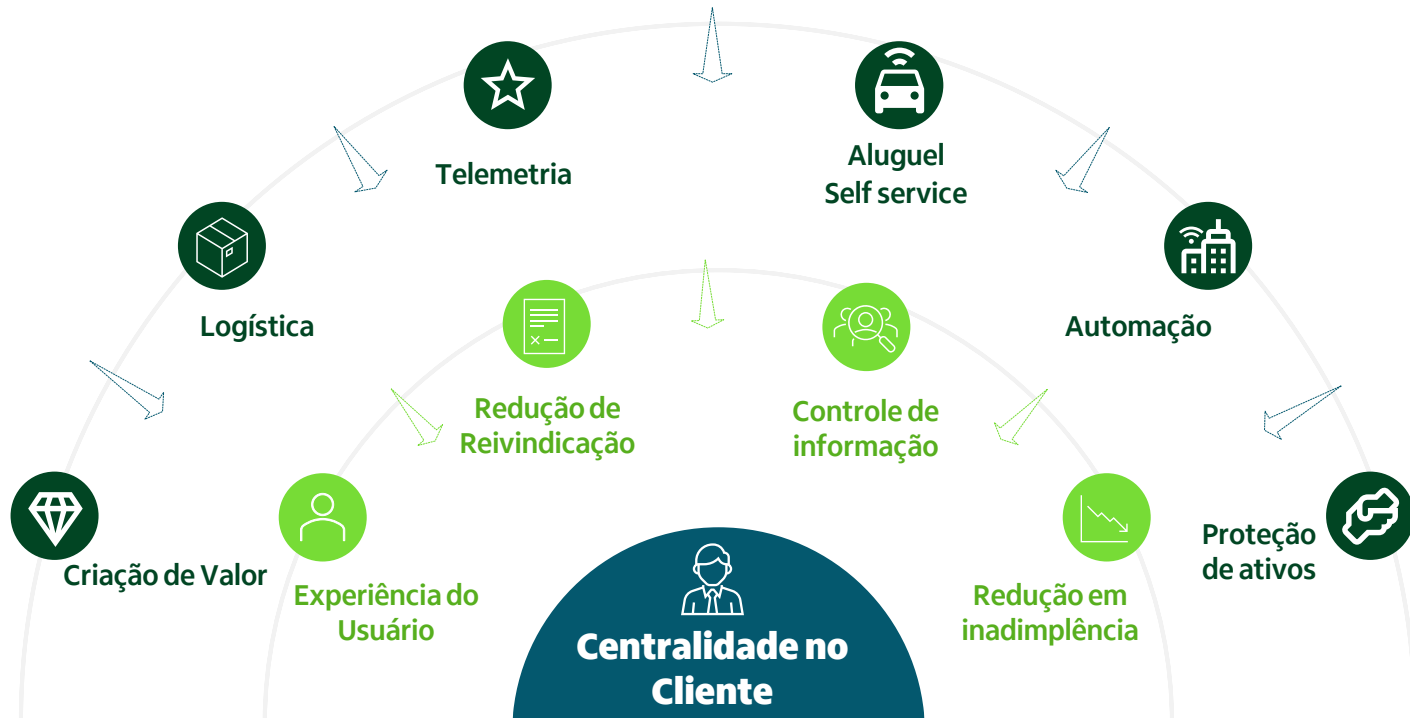 Telemetria
Aluguel
Self service
Logística
Automação
Redução de
Reivindicação
Controle de
informação
Criação de Valor
Proteção
de ativos
Experiência do
Usuário
Redução em
inadimplência
Centralidade no
Cliente